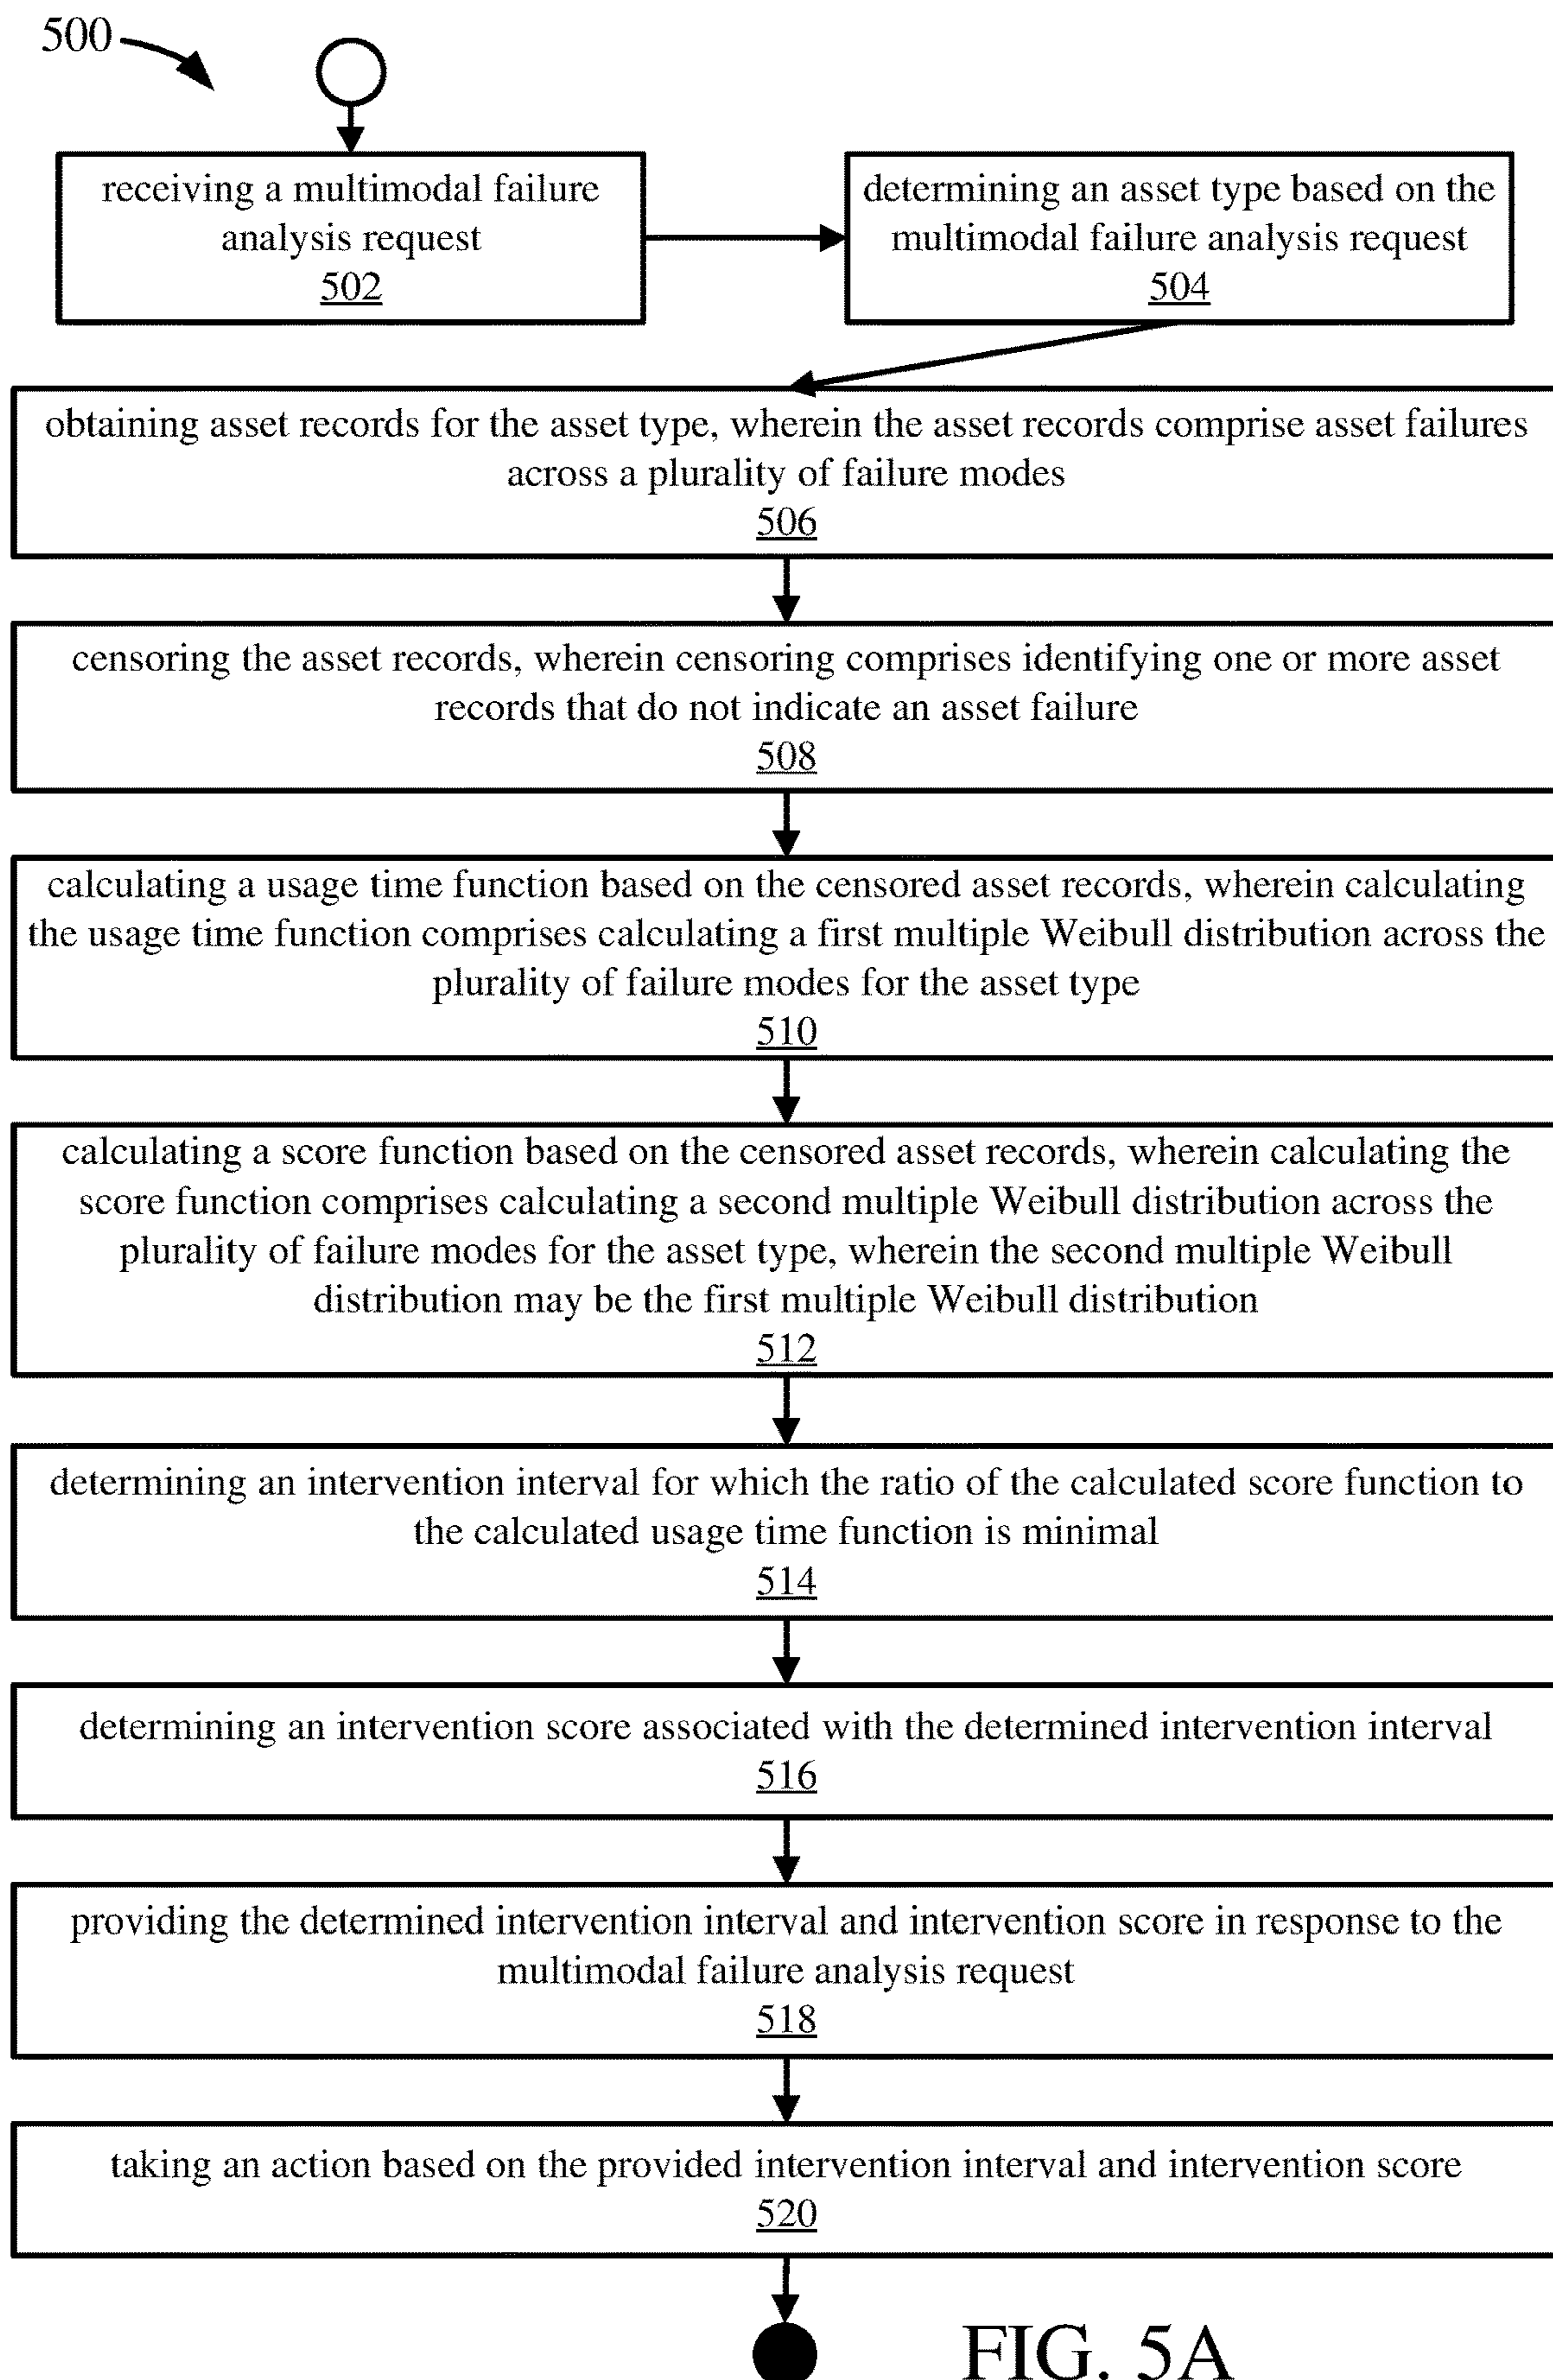 500
receiving a multimodal failure
analysis request
502
determining an asset type based on the
multimodal failure analysis request
504
obtaining asset records for the asset type, wherein the asset records comprise asset failures
across a plurality of failure modes
506
censoring the asset records, wherein censoring comprises identifying one or more asset
records that do not indicate an asset failure
508
calculating a usage time function based on the censored asset records, wherein calculating
the usage time function comprises calculating a first multiple Weibull distribution across the
plurality of failure modes for the asset type
510
calculating a score function based on the censored asset records, wherein calculating the
score function comprises calculating a second multiple Weibull distribution across the
plurality of failure modes for the asset type, wherein the second multiple Weibull
distribution may be the first multiple Weibull distribution
512
determining an intervention interval for which the ratio of the calculated score function to
the calculated usage time function is minimal
514
determining an intervention score associated with the determined intervention interval
516
providing the determined intervention interval and intervention score in response to the
multimodal failure analysis request
518
taking an action based on the provided intervention interval and intervention score
520
FIG. 5A